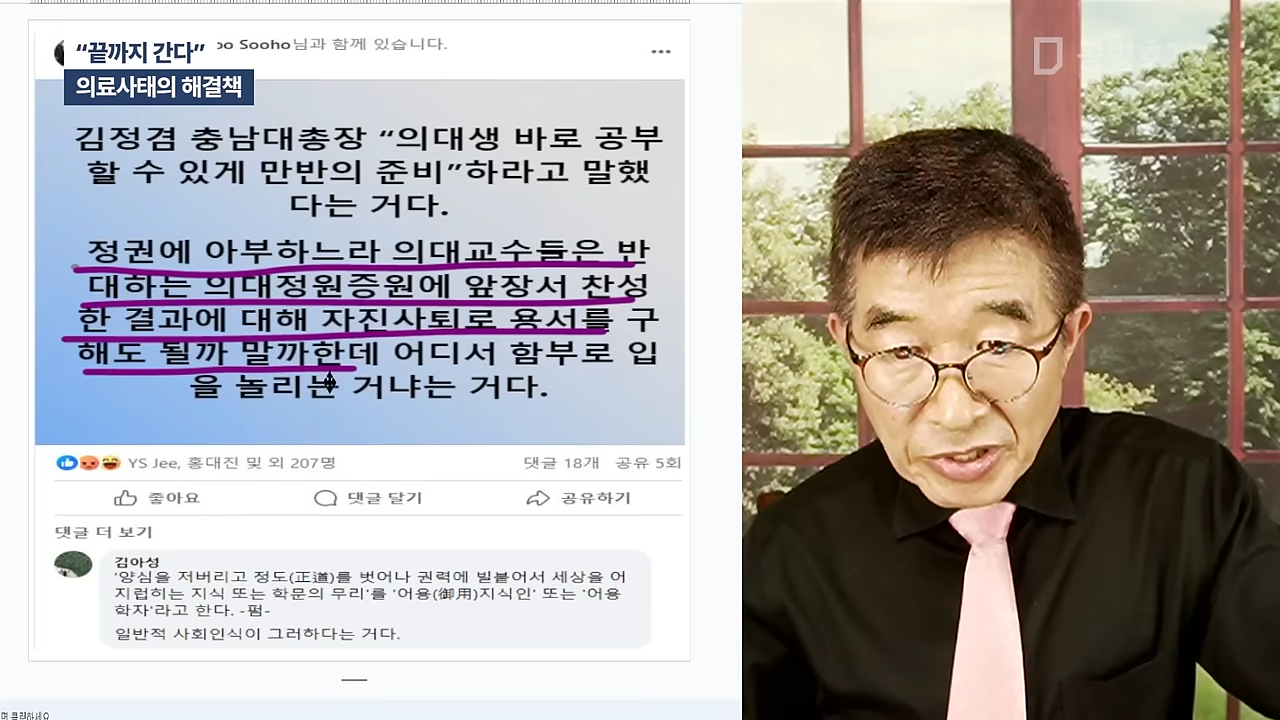 “끝까지 간다”
oo Sooho님과 함께 있습니다.
의료사태의 해결책
김정겸 충남대총장 “의대생 바로 공부
할 수 있게 만반의 준비”하라고 말했
다는 거다.
정권에 아부하느라 의대교수들은 반
대하는 의대정원증원에 앞장서 찬성
한 결과에 대해 자진사퇴로 용서를 구
해도 될까 말까한데 어디서 함부로 입
을 놀리는 거냐는 거다.
YS Jee, 홍대진 및 외 207명
댓글 18개 공유 5회
좋아요 댓글 달기 공유하기
댓글 더 보기
김아성
'양심을 저버리고 정도(正道)를 벗어나 권력에 빌붙어서 세상을 어
지럽히는 지식 또는 학문의 무리'를 '어용(御用)지식인' 또는 '어용
학자'라고 한다. -펌-
일반적 사회인식이 그러하다는 거다.